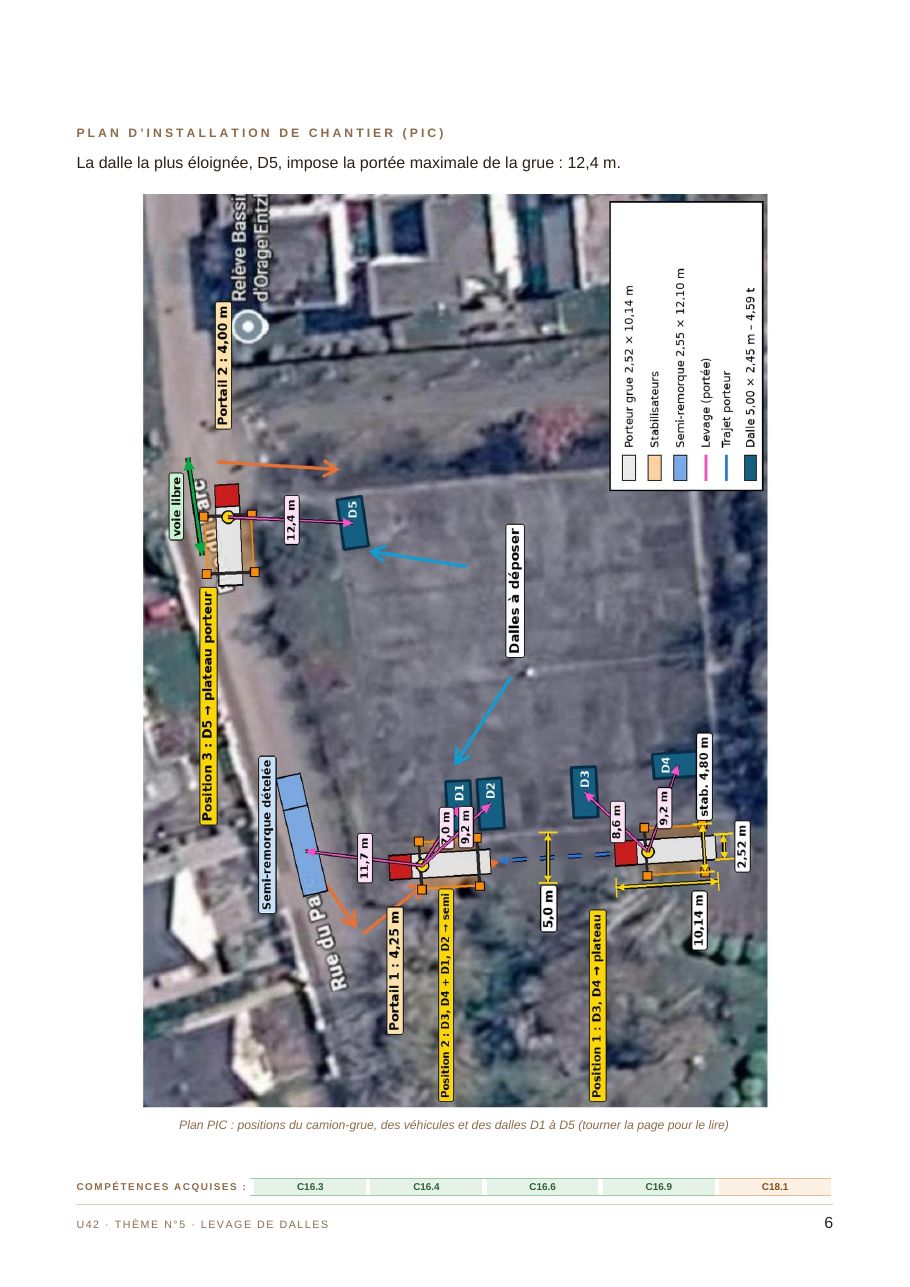 PLAN D'INSTALLATION DE CHANTIER (PIC)
La dalle la plus éloignée, D5, impose la portée maximale de la grue : 12,4 m.
Relève Bassi
d'Orage Entz
Portail 2 : 4,00 m
voie libre
arc
12,4 m
D5
Position 3 : D5 → plateau porteur
Dalles à déposer
Semi-remorque dételée
11,7 m
Rue du Pa
Portail 1 : 4,25 m
Position 2 : D3, D4 + D1, D2 → semi
D1
D2
,0 m
9,2 m
5,0 m
D3
D4
8,6 m
9,2 m
stab. 4,80 m
2,52 m
10,14 m
Position 1 : D3, D4 → plateau
Porteur grue 2,52 × 10,14 m
Stabilisateurs
Semi-remorque 2,55 × 12,10 m
Levage (portée)
Trajet porteur
Dalle 5,00 × 2,45 m – 4,59 t
Plan PIC : positions du camion-grue, des véhicules et des dalles D1 à D5 (tourner la page pour le lire)
COMPÉTENCES ACQUISES : C16.3 C16.4 C16.6 C16.9 C18.1
U42 · THÈME N°5 · LEVAGE DE DALLES 6